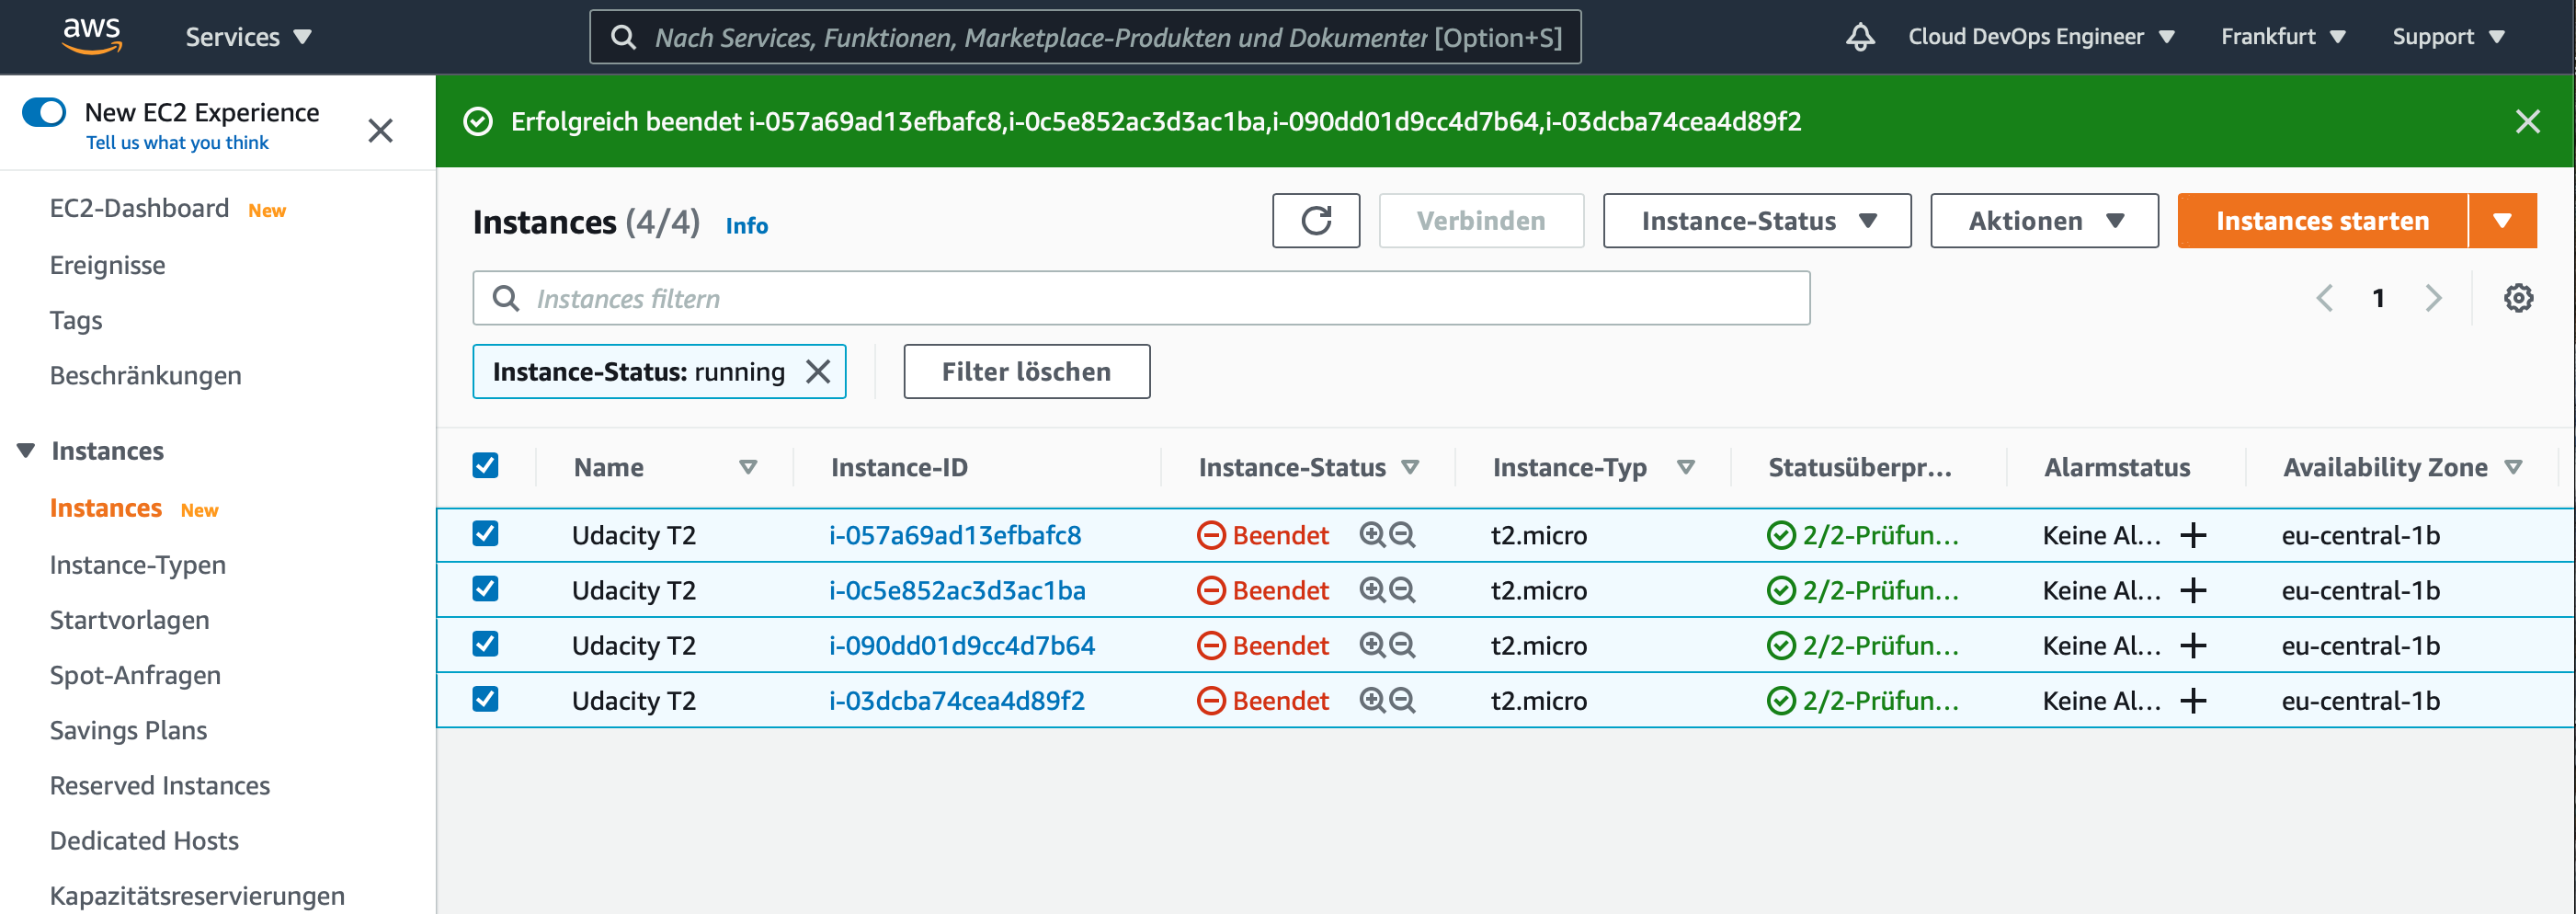 aws Services Nach Services, Funktionen, Marketplace-Produkten und Dokumenter [Option+S] Cloud DevOps Engineer Frankfurt Support
New EC2 Experience
Tell us what you think
EC2-Dashboard New
Ereignisse
Tags
Beschränkungen
Instances
Instances New
Instance-Typen
Startvorlagen
Spot-Anfragen
Savings Plans
Reserved Instances
Dedicated Hosts
Kapazitätsreservierungen
Erfolgreich beendet i-057a69ad13efbafc8,i-0c5e852ac3d3ac1ba,i-090dd01d9cc4d7b64,i-03dcba74cea4d89f2
Instances (4/4) Info Verbinden Instance-Status Aktionen Instances starten
Instances filtern 1
Instance-Status: running Filter löschen
Name Instance-ID Instance-Status Instance-Typ Statusüberpr... Alarmstatus Availability Zone
Udacity T2 i-057a69ad13efbafc8 Beendet t2.micro 2/2-Prüfun... Keine Al... eu-central-1b
Udacity T2 i-0c5e852ac3d3ac1ba Beendet t2.micro 2/2-Prüfun... Keine Al... eu-central-1b
Udacity T2 i-090dd01d9cc4d7b64 Beendet t2.micro 2/2-Prüfun... Keine Al... eu-central-1b
Udacity T2 i-03dcba74cea4d89f2 Beendet t2.micro 2/2-Prüfun... Keine Al... eu-central-1b